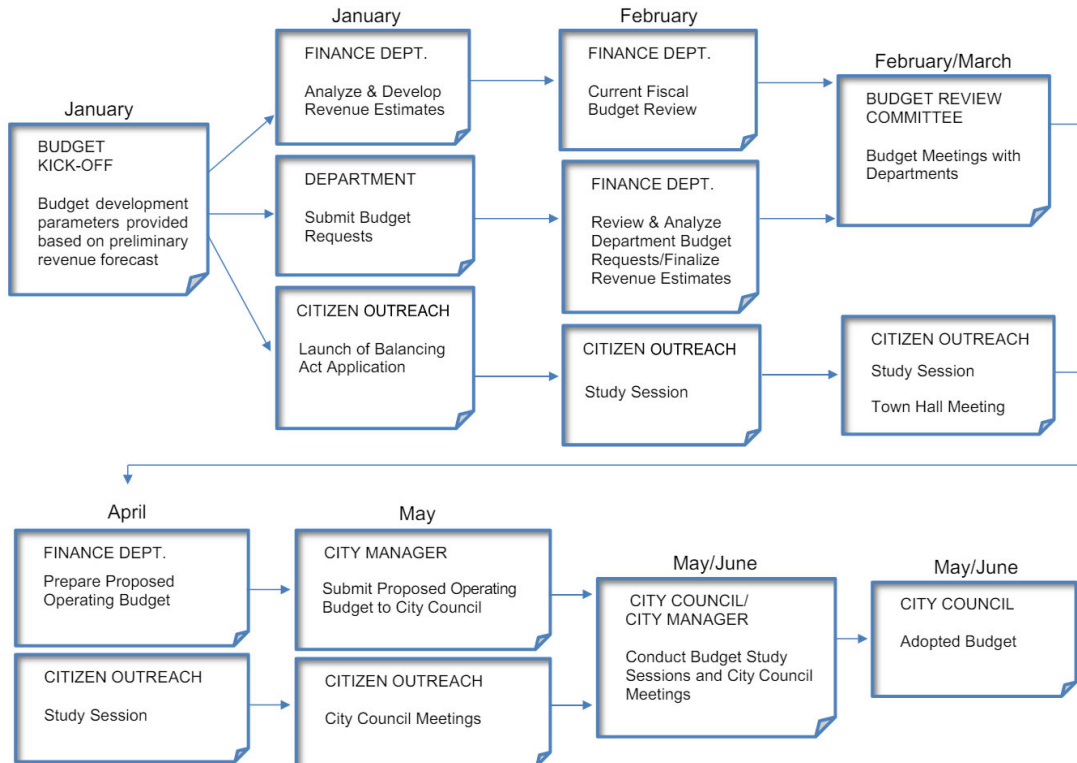 January
BUDGET
KICK-OFF
Budget development
parameters provided
based on preliminary
revenue forecast
January
FINANCE DEPT.
Analyze & Develop
Revenue Estimates
DEPARTMENT
Submit Budget
Requests
CITIZEN OUTREACH
Launch of Balancing
Act Application
February
FINANCE DEPT.
Current Fiscal
Budget Review
FINANCE DEPT.
Review & Analyze
Department Budget
Requests/Finalize
Revenue Estimates
CITIZEN OUTREACH
Study Session
February/March
BUDGET REVIEW
COMMITTEE
Budget Meetings with
Departments
CITIZEN OUTREACH
Study Session
Town Hall Meeting
April
FINANCE DEPT.
Prepare Proposed
Operating Budget
CITIZEN OUTREACH
Study Session
May
CITY MANAGER
Submit Proposed Operating
Budget to City Council
CITIZEN OUTREACH
City Council Meetings
May/June
CITY COUNCIL/
CITY MANAGER
Conduct Budget Study
Sessions and City Council
Meetings
May/June
CITY COUNCIL
Adopted Budget